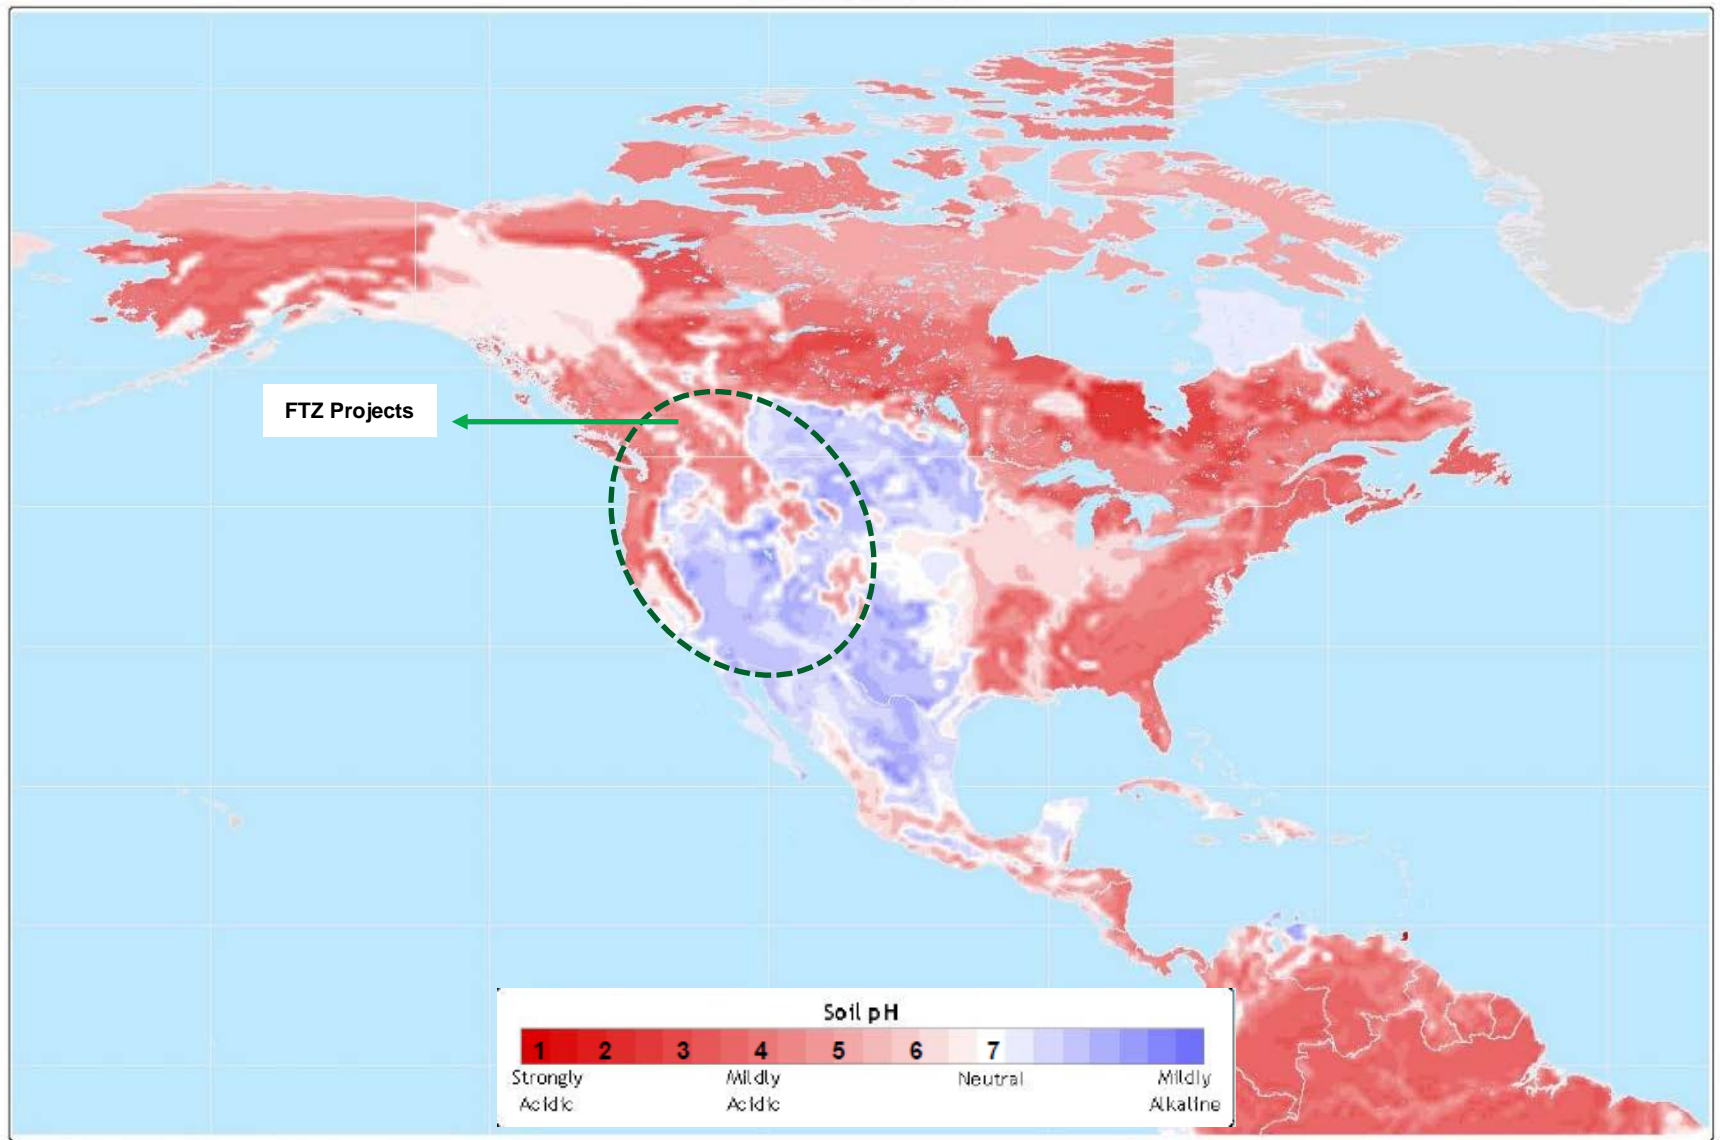 FTZ Projects
Soil pH
1 2 3 4 5 6 7
Strongly Mildly Neutral Mildly
Acidic Acidic Alkaline